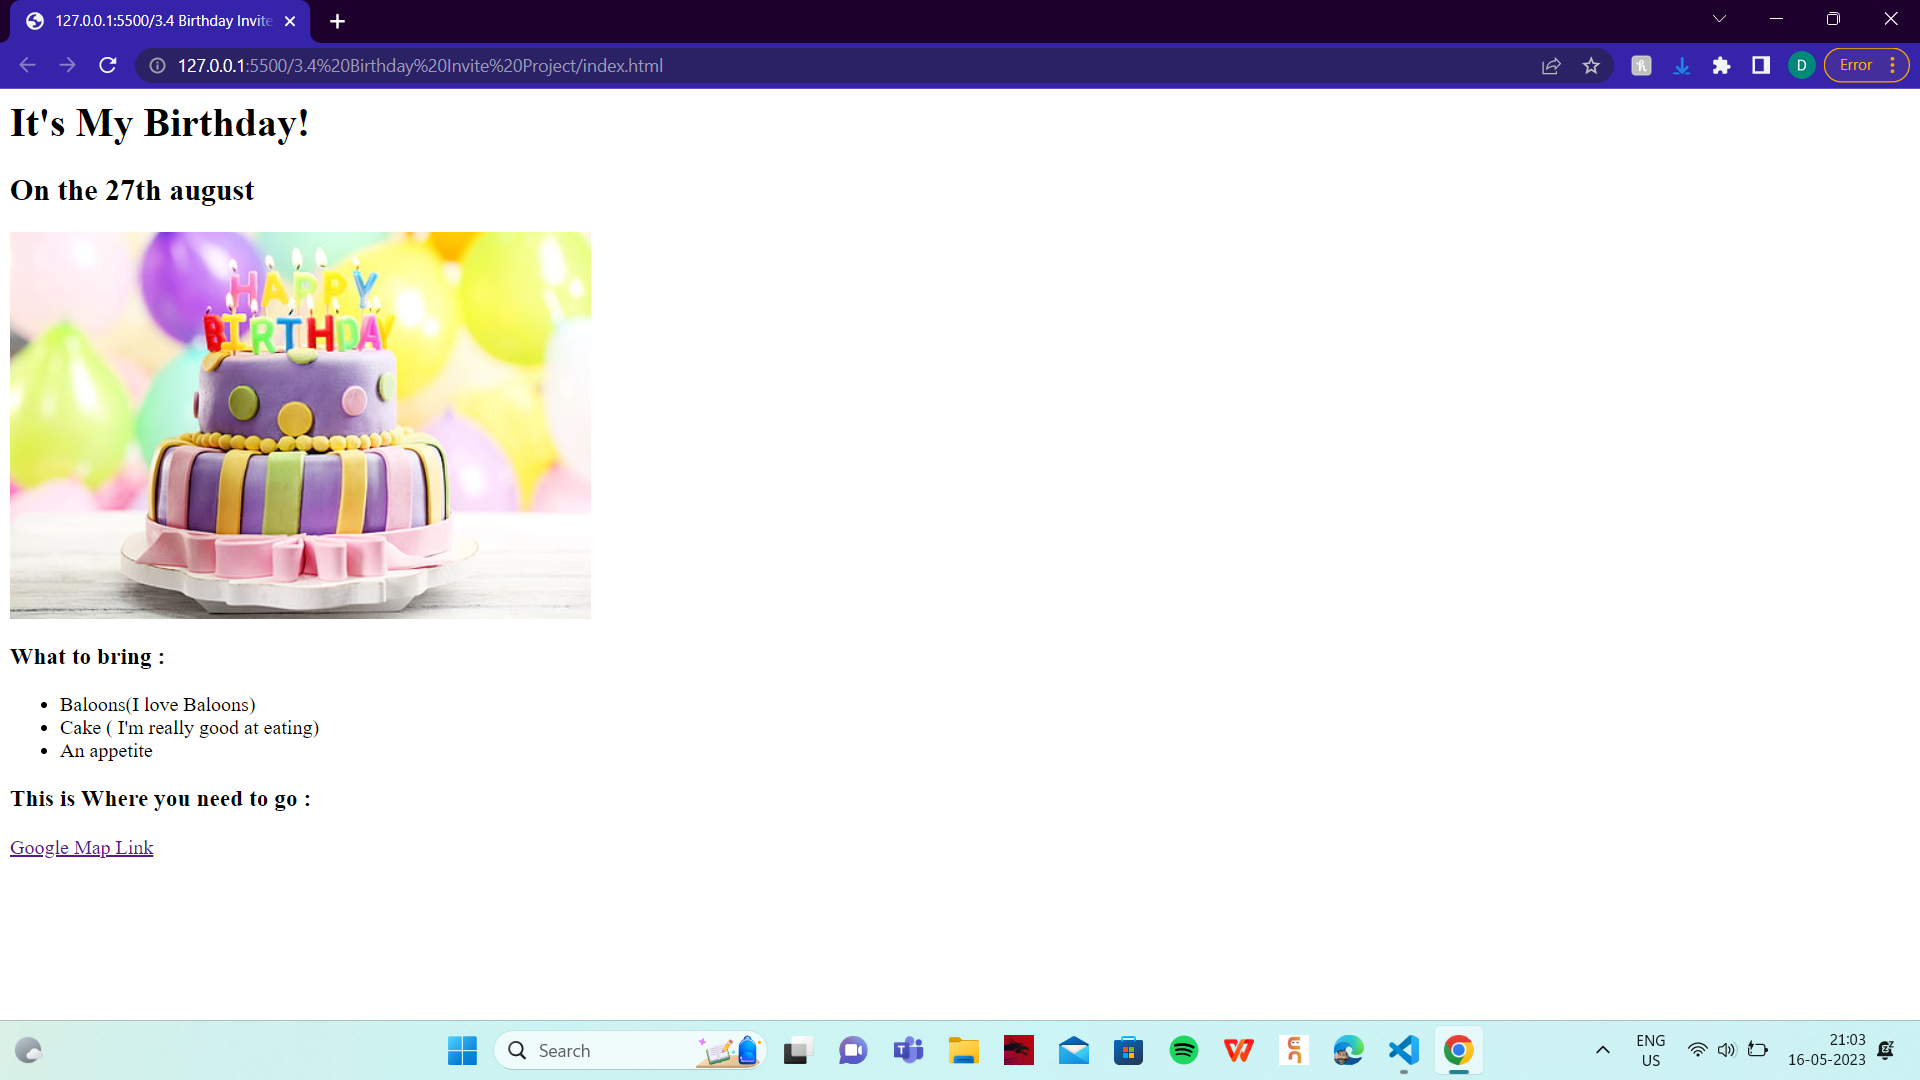 127.0.0.1:5500/3.4 Birthday Invite
127.0.0.1:5500/3.4%20Birthday%20Invite%20Project/index.html
D
Error
It's My Birthday!
On the 27th august
HAPPY
BIRTHDAY
What to bring :
Baloons(I love Baloons)
Cake ( I'm really good at eating)
An appetite
This is Where you need to go :
Google Map Link
Search
ENG
US
21:03
16-05-2023